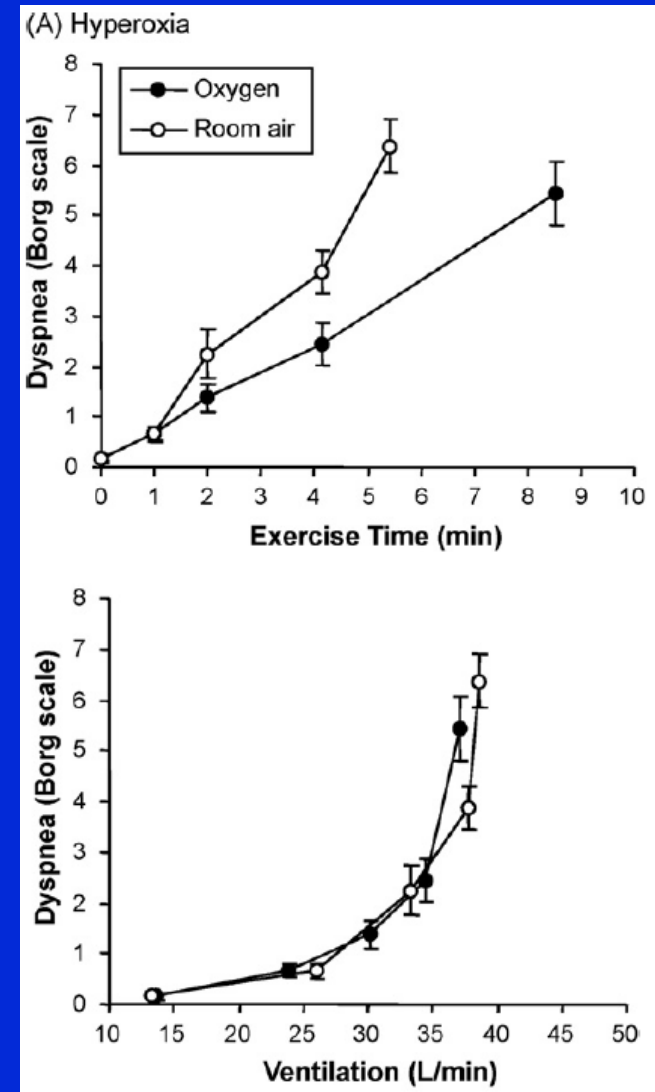 (A) Hyperoxia
8
7
6
5
4
3
2
1
0
Dyspnea (Borg scale)
Oxygen
Room air
0 1 2 3 4 5 6 7 8 9 10
Exercise Time (min)
8
7
6
5
4
3
2
1
0
Dyspnea (Borg scale)
10 15 20 25 30 35 40 45 50
Ventilation (L/min)